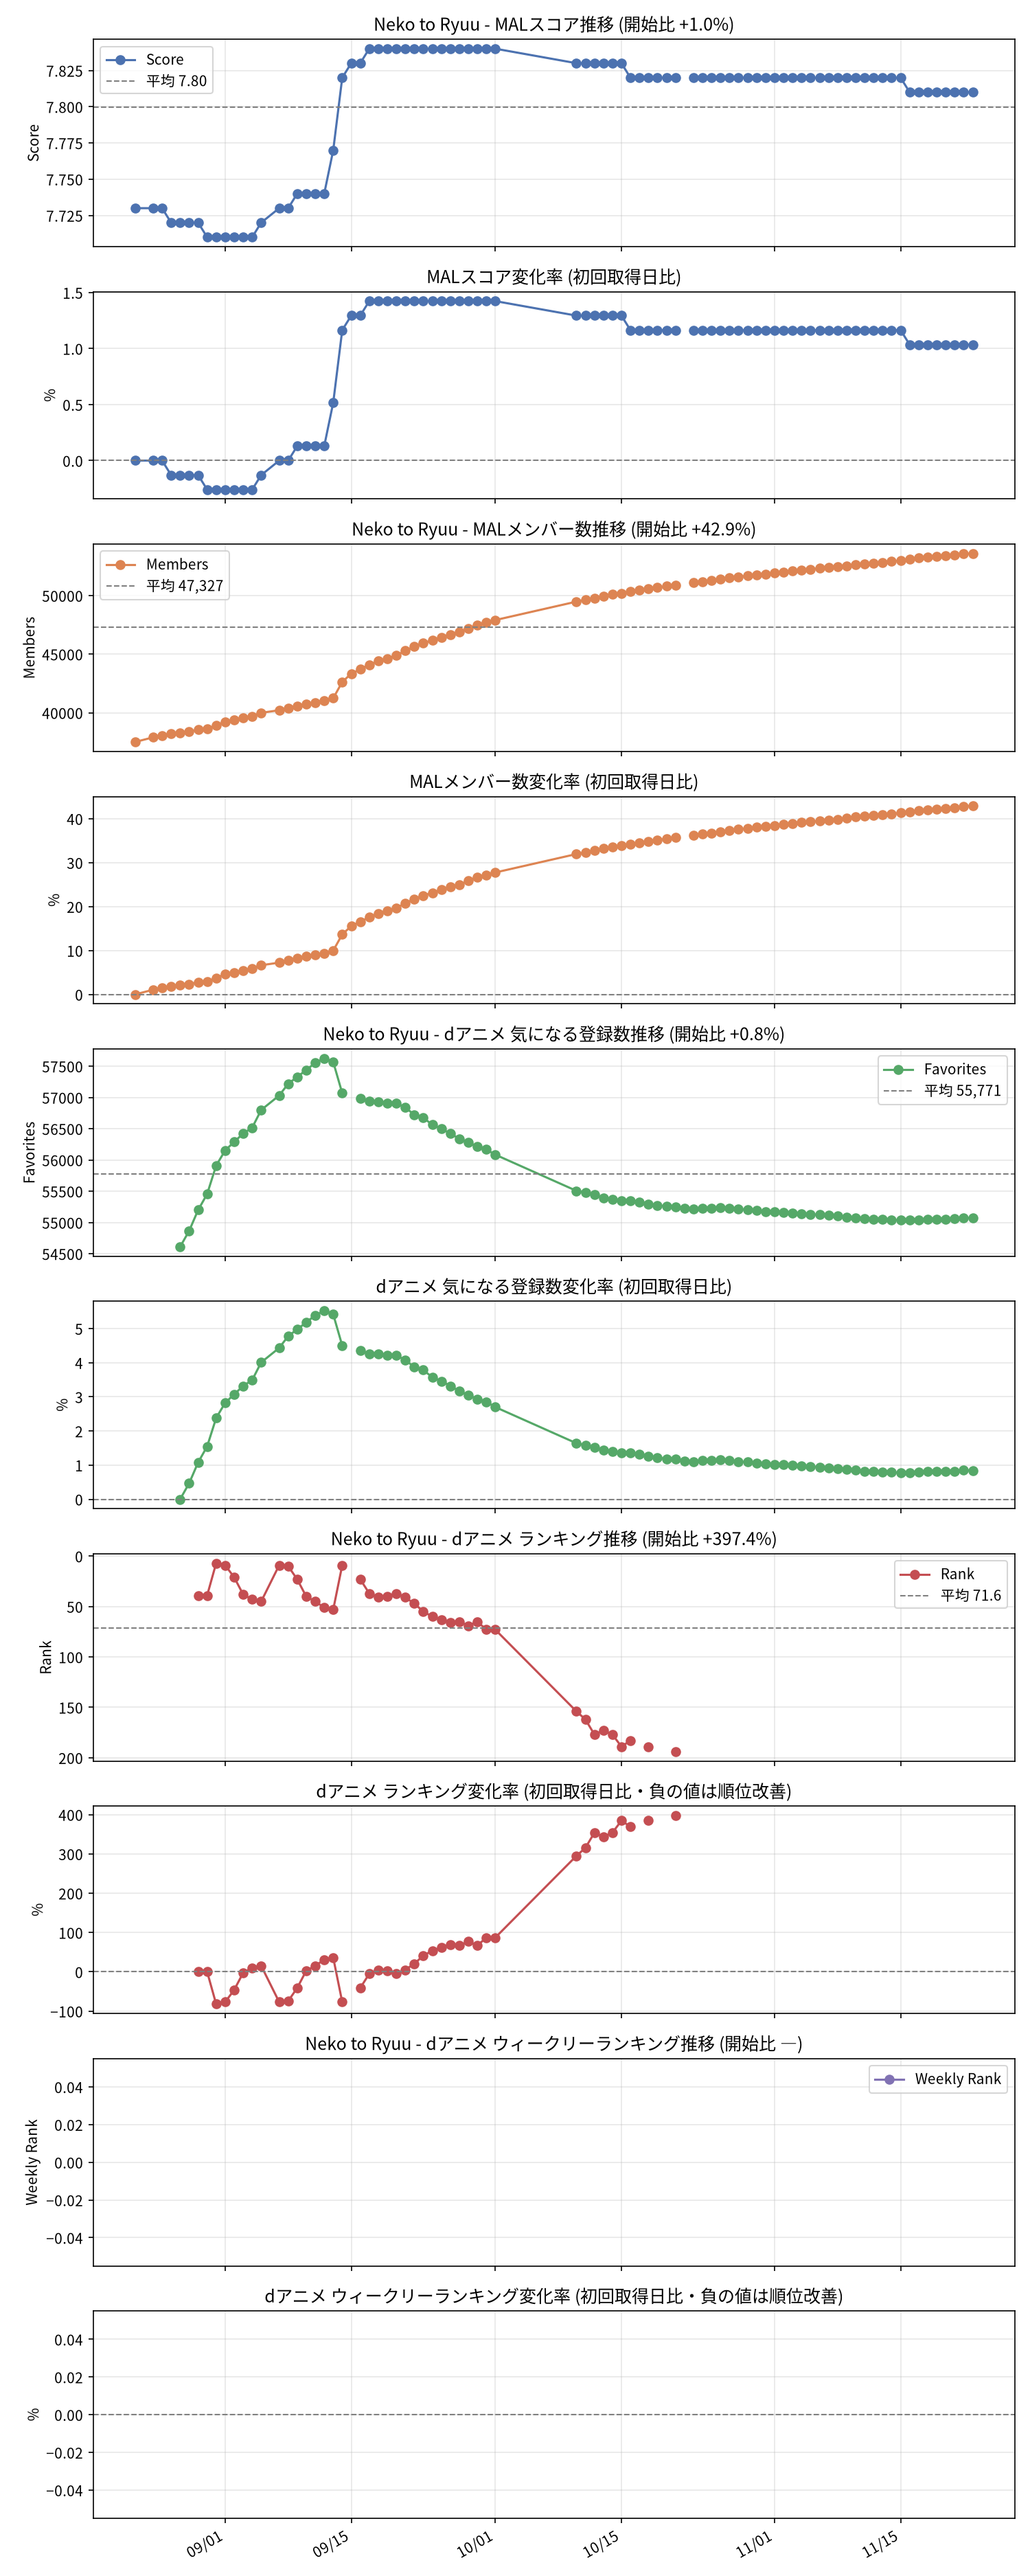 Neko to Ryuu - MALスコア推移 (開始比 +1.0%)
Score
平均 7.80
7.825
7.800
7.775
7.750
7.725
Score
MALスコア変化率 (初回取得日比)
1.5
1.0
0.5
0.0
%
Neko to Ryuu - MALメンバー数推移 (開始比 +42.9%)
Members
平均 47,327
50000
45000
40000
Members
MALメンバー数変化率 (初回取得日比)
40
30
20
10
0
%
Neko to Ryuu - dアニメ 気になる登録数推移 (開始比 +0.8%)
Favorites
平均 55,771
57500
57000
56500
56000
55500
55000
54500
Favorites
dアニメ 気になる登録数変化率 (初回取得日比)
5
4
3
2
1
0
%
Neko to Ryuu - dアニメ ランキング推移 (開始比 +397.4%)
Rank
平均 71.6
0
50
100
150
200
Rank
dアニメ ランキング変化率 (初回取得日比・負の値は順位改善)
400
300
200
100
0
−100
%
Neko to Ryuu - dアニメ ウィークリーランキング推移 (開始比 —)
Weekly Rank
0.04
0.02
0.00
−0.02
−0.04
Weekly Rank
dアニメ ウィークリーランキング変化率 (初回取得日比・負の値は順位改善)
0.04
0.02
0.00
−0.02
−0.04
%
09/01
09/15
10/01
10/15
11/01
11/15